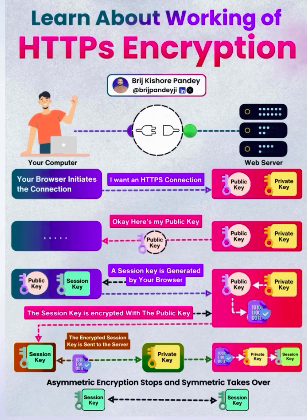 Learn About Working of
HTTPs Encryption
Brij Kishore Pandey
@brijpandeyji
Your Computer
Web Server
Your Browser Initiates
the Connection
I want an HTTPS Connection
Public
Key
Private
Key
Okay Here's my Public Key
Public
Key
Public
Key
Private
Key
Public
Key
Session
Key
A Session key is Generated
by Your Browser
Public
Key
Private
Key
The Session Key is encrypted With The Public key
The Encrypted Session
Key is Sent to the Server
Session
Key
Private
Key
Private
Key
Session
Key
Asymmetric Encryption Stops and Symmetric Takes Over
Session
Key
Session
Key